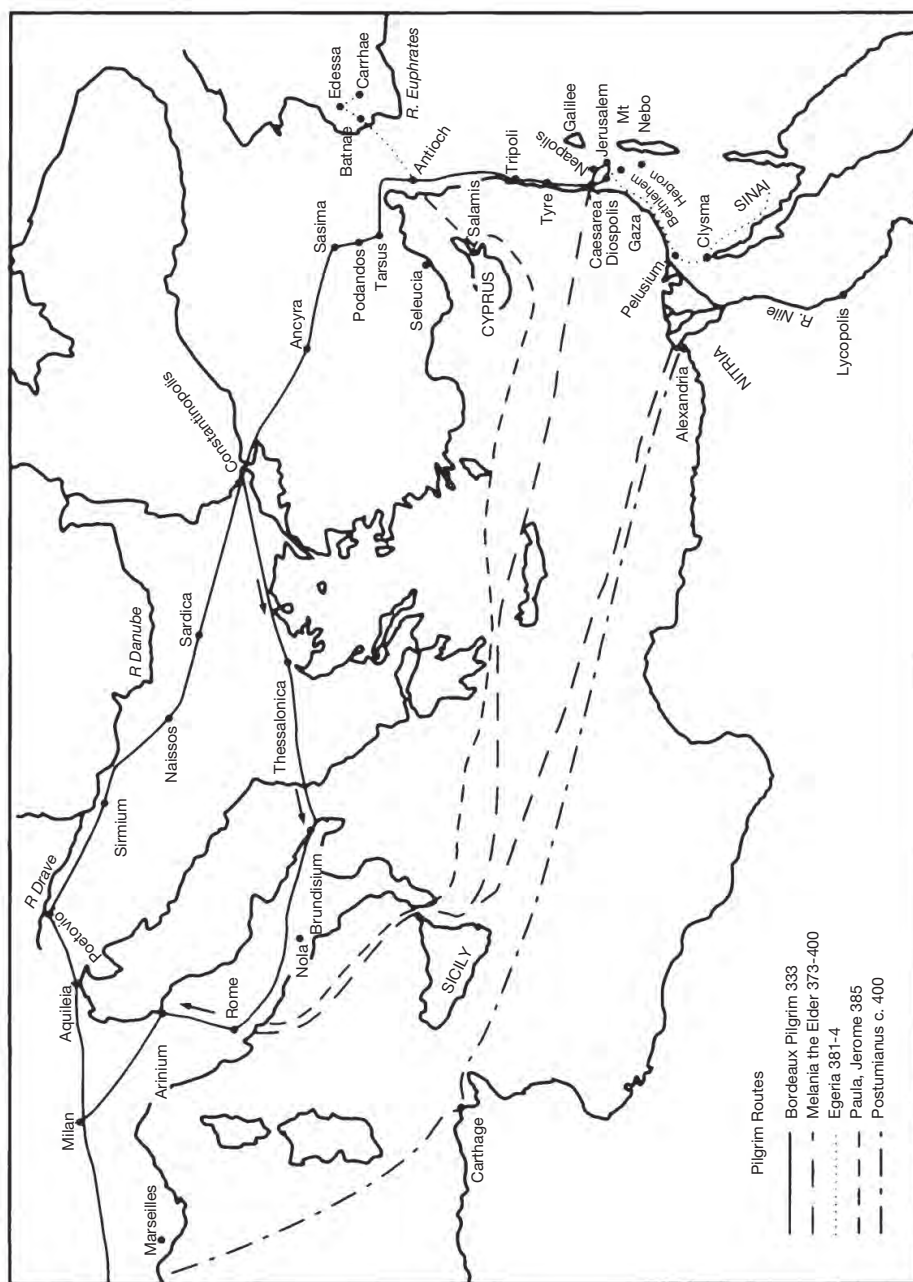 Marseilles
Milan
Aquileia
Poetovio
R Drave
Sirmium
Naissos
Sardica
R Danube
Constantinopolis
Thessalonica
Arinium
Rome
Nola
Brundisium
SICILY
Carthage
Ancyra
Sasima
Podandos
Tarsus
Seleucia
CYPRUS
Salamis
Antioch
Batnae
Edessa
Carrhae
R. Euphrates
Tripoli
Tyre
Neapolis
Galilee
Caesarea
Jerusalem
Diospolis
Mt
Nebo
Bethlehem
Hebron
Gaza
Pelusium
Clysma
SINAI
Alexandria
NITRIA
R. Nile
Lycopolis
Pilgrim Routes
Bordeaux Pilgrim 333
Melania the Elder 373-400
Egeria 381-4
Paula, Jerome 385
Postumianus c. 400